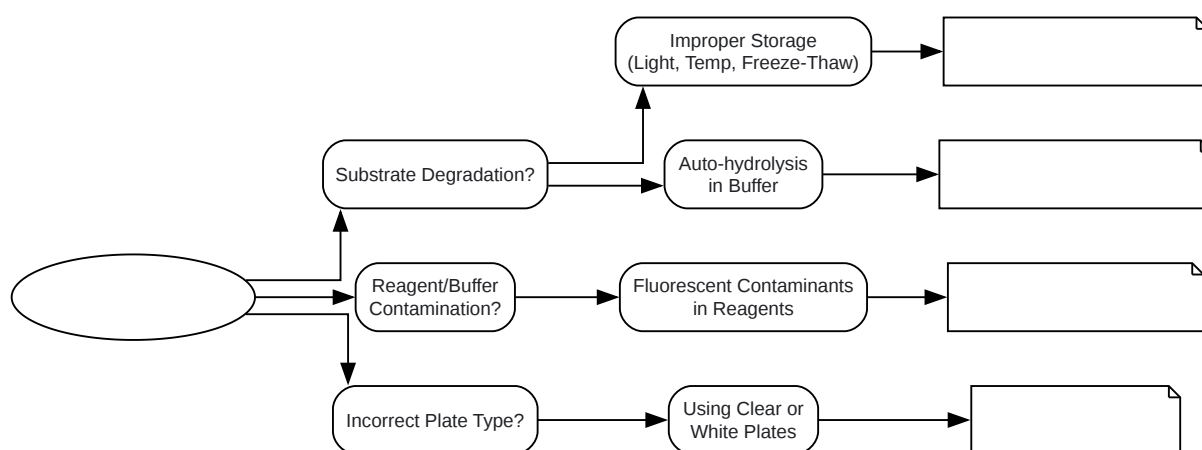 Improper Storage
(Light, Temp, Freeze-Thaw)
Substrate Degradation?
Auto-hydrolysis
in Buffer
Reagent/Buffer
Contamination?
Fluorescent Contaminants
in Reagents
Incorrect Plate Type?
Using Clear or
White Plates